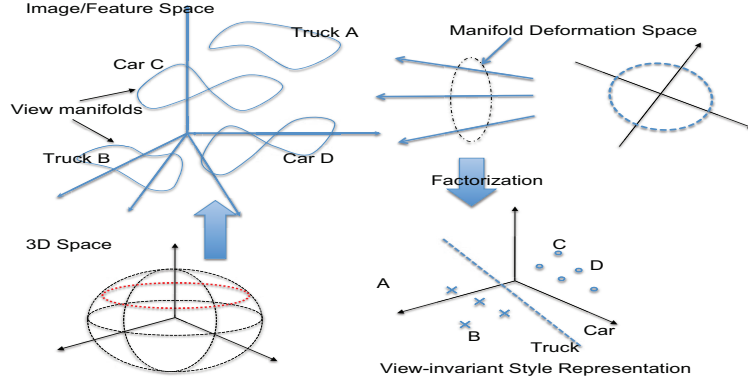 Image/Feature Space
Truck A
Car C
View manifolds
Truck B
Car D
3D Space
Manifold Deformation Space
Factorization
C
D
A
B
Car
Truck
View-invariant Style Representation